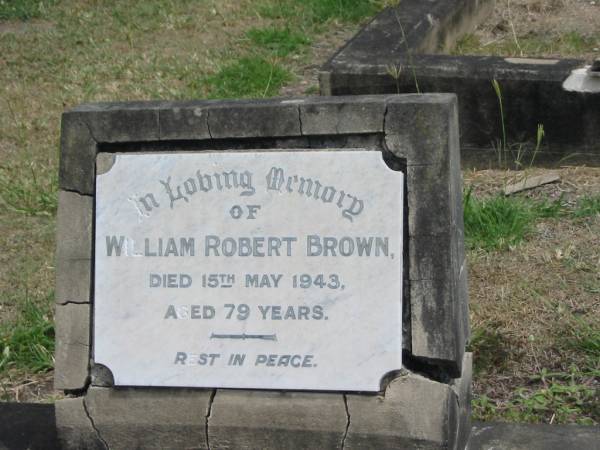 In Loving Memory
OF
WILLIAM ROBERT BROWN,
DIED 15TH MAY 1943,
AGED 79 YEARS.
REST IN PEACE.